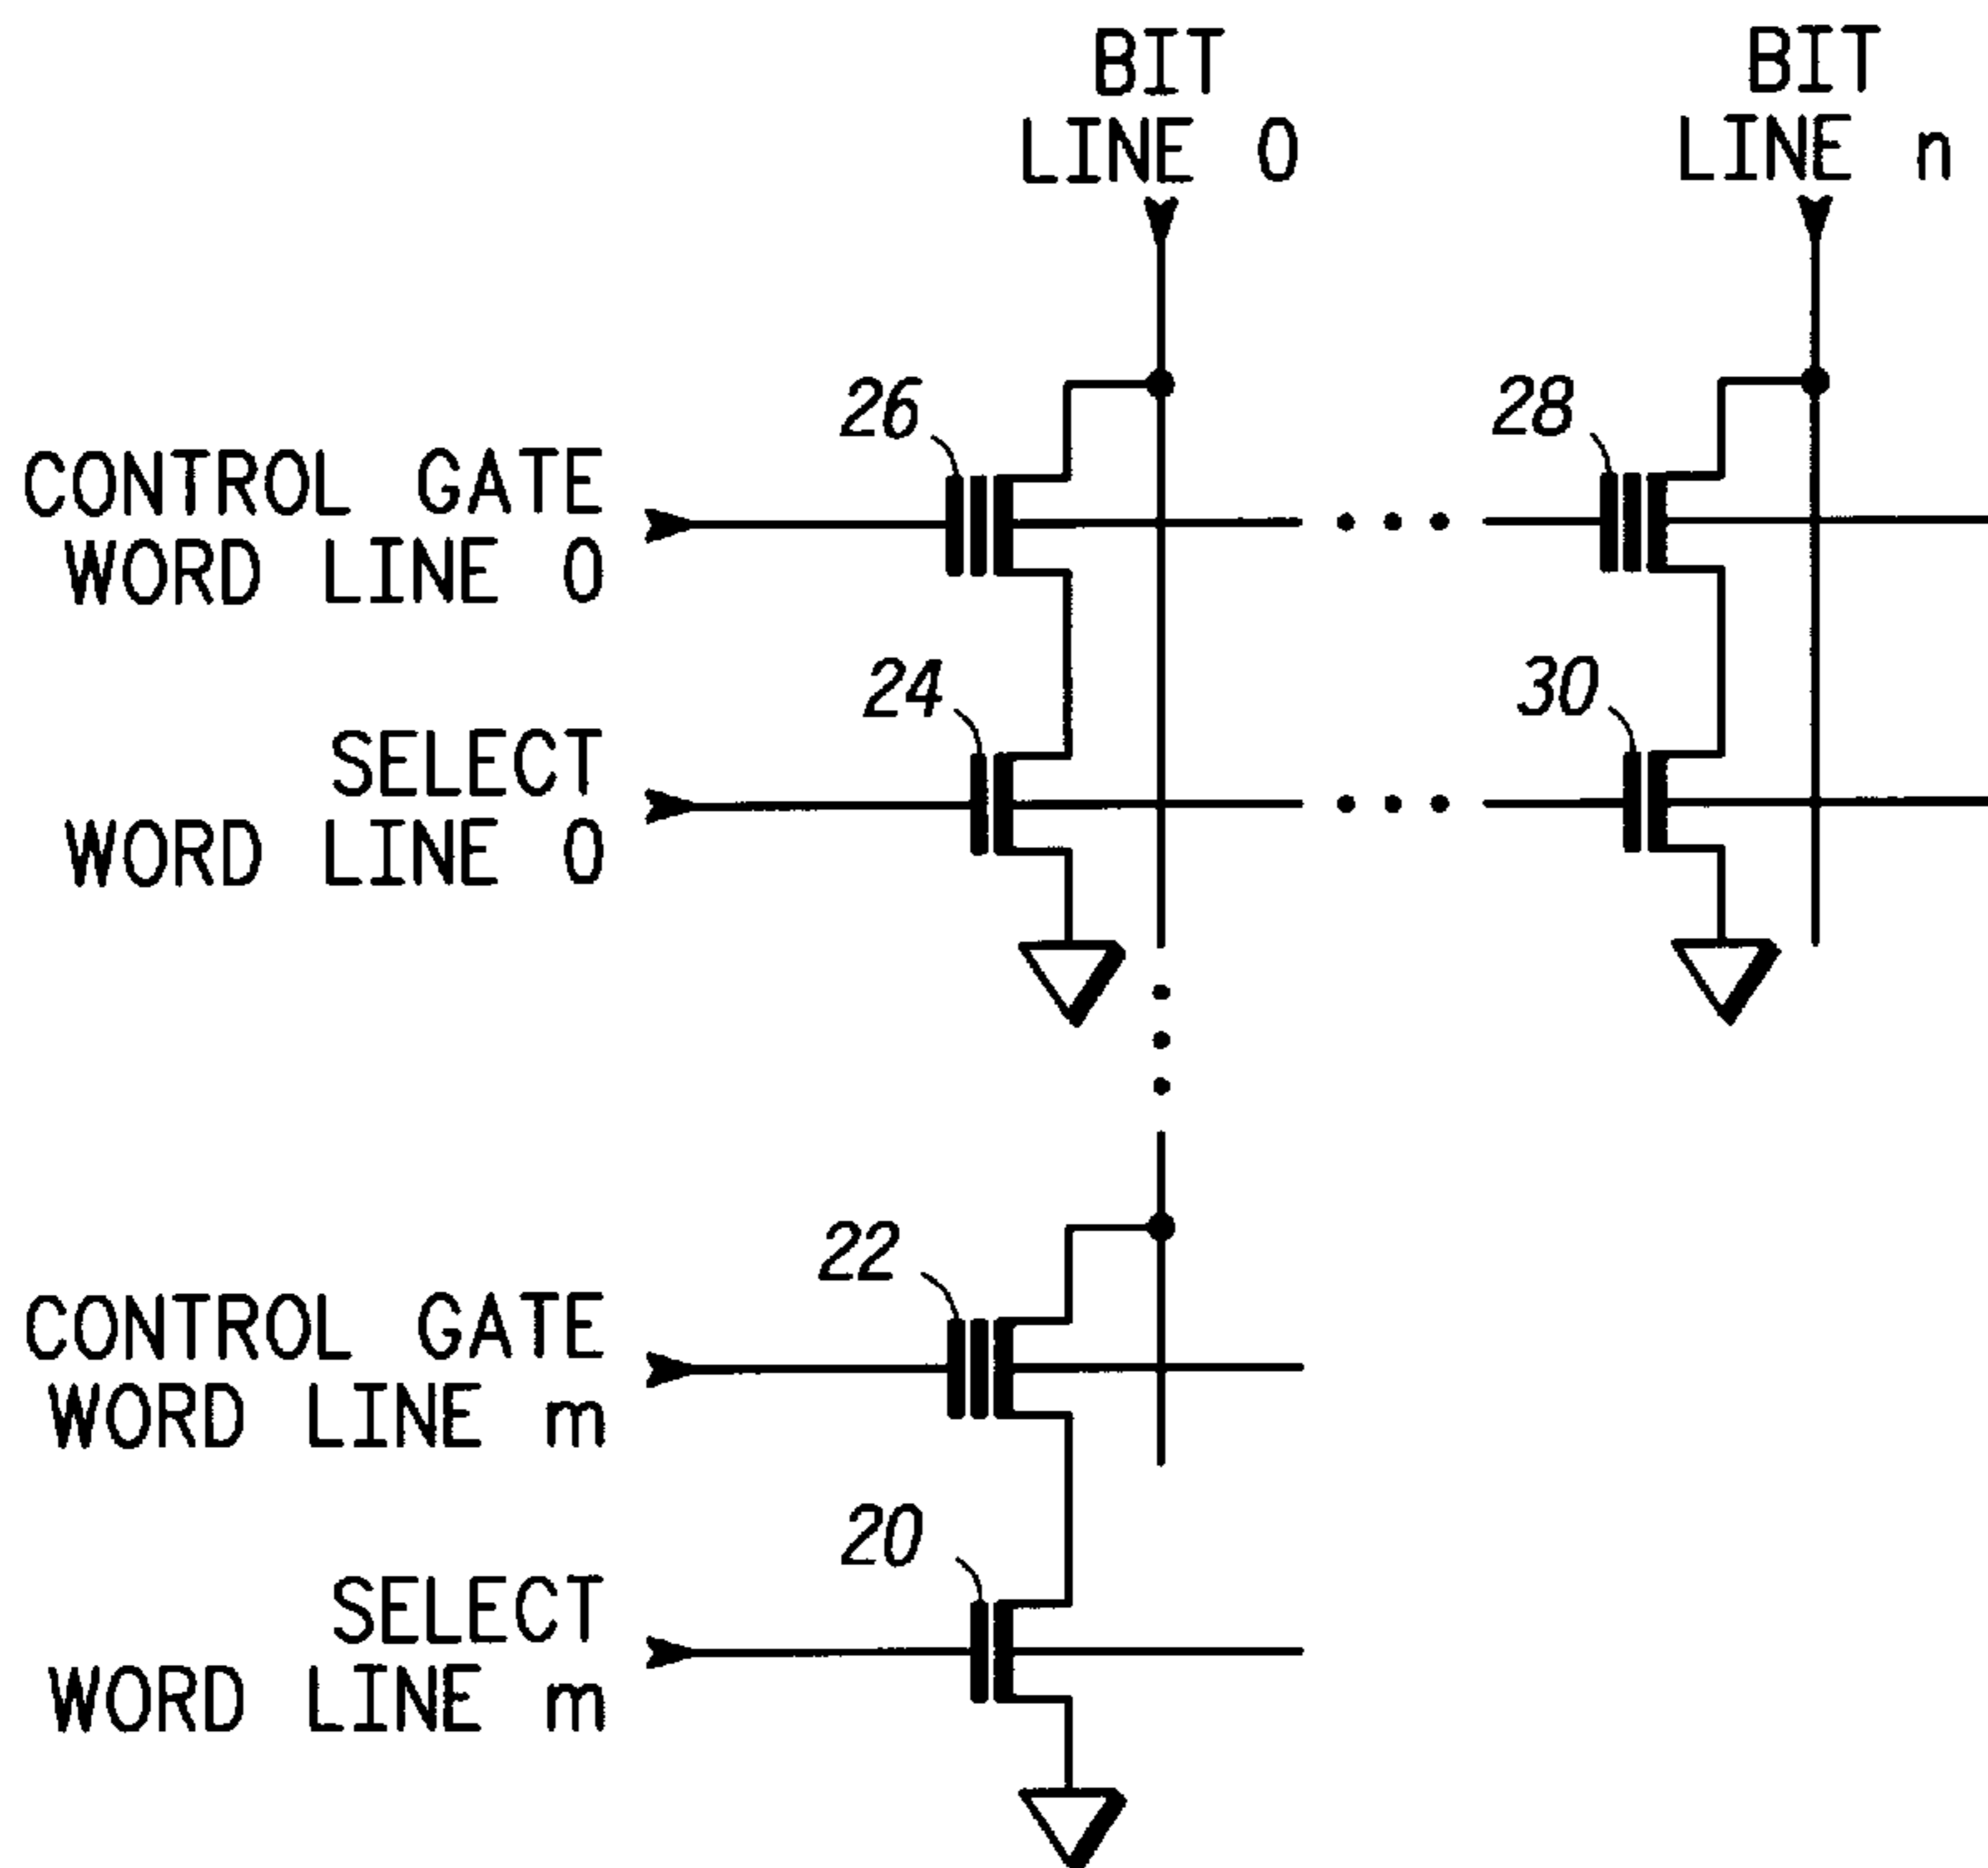 BIT
LINE 0
BIT
LINE n
26
28
CONTROL GATE
WORD LINE 0
24
30
SELECT
WORD LINE 0
22
CONTROL GATE
WORD LINE m
20
SELECT
WORD LINE m